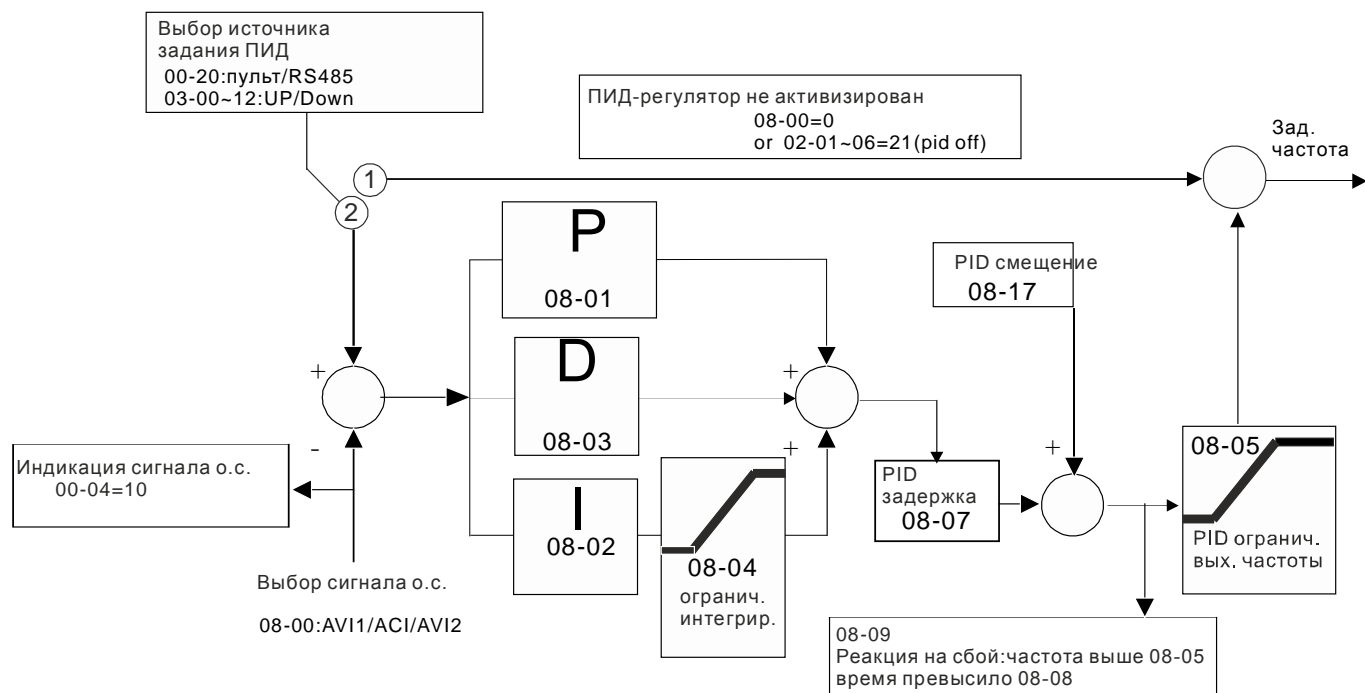 Выбор источника
задания ПИД
00-20:пульт/RS485
03-00~12:UP/Down
ПИД-регулятор не активизирован
08-00=0
or 02-01~06=21(pid off)
Зад.
частота
1
2
P
08-01
PID смещение
08-17
D
08-03
+
+
+
-
Индикация сигнала о.с.
00-04=10
I
08-02
08-04
огранич.
интегрир.
PID
задержка
08-07
+
08-05
PID огранич.
вых. частоты
Выбор сигнала о.с.
08-00:AVI1/ACI/AVI2
08-09
Реакция на сбой:частота выше 08-05
время превысило 08-08